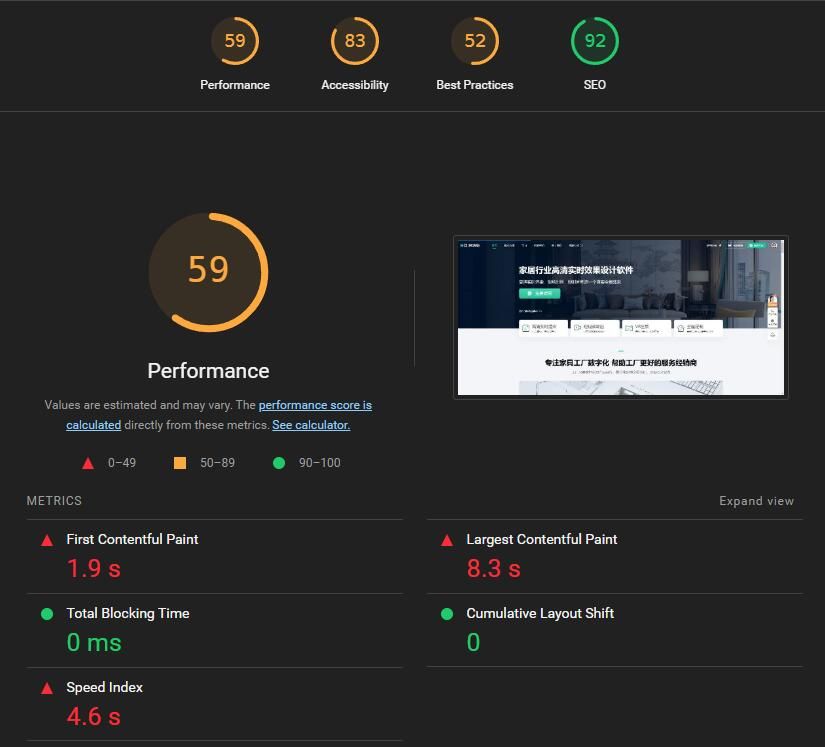 59
83
52
92
Performance
Accessibility
Best Practices
SEO
59
Performance
Values are estimated and may vary. The performance score is
calculated directly from these metrics. See calculator.
0–49
50–89
90–100
家居行业高清实时效果设计软件
专注家具工厂数字化 帮助工厂更好的服务经销商
METRICS
Expand view
First Contentful Paint
1.9 s
Largest Contentful Paint
8.3 s
Total Blocking Time
0 ms
Cumulative Layout Shift
0
Speed Index
4.6 s